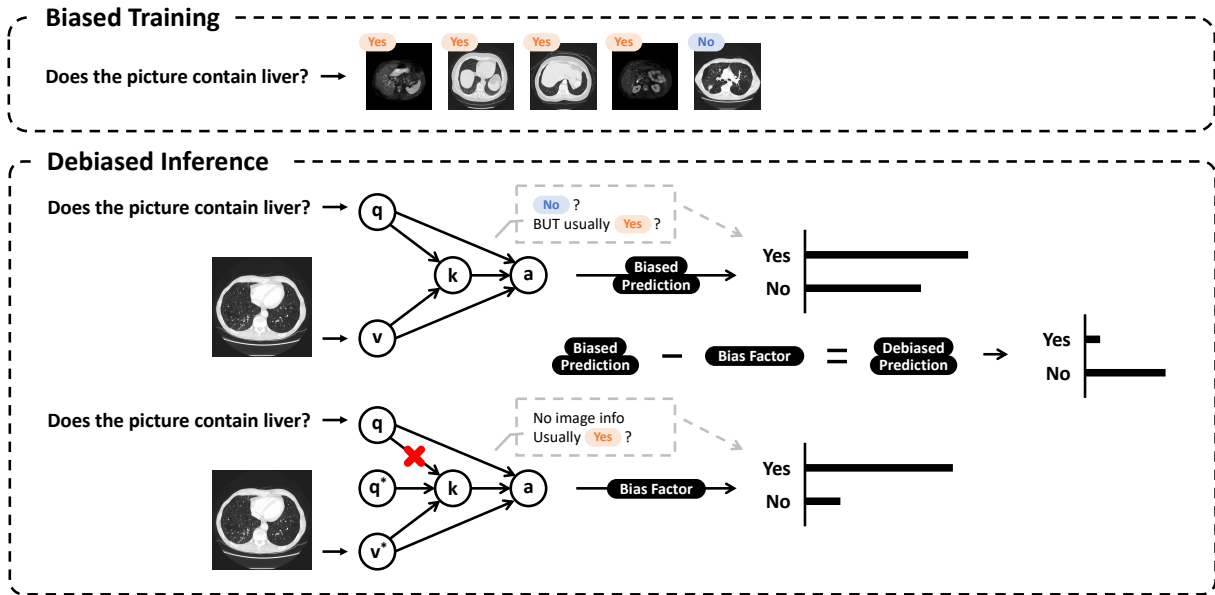 Biased Training
Yes
Yes
Yes
Yes
No
Does the picture contain liver?
Debiased Inference
Does the picture contain liver?
q
k
a
v
No ?
BUT usually Yes ?
Biased
Prediction
Yes
No
Biased
Prediction
−
Bias Factor
=
Debiased
Prediction
Yes
No
Does the picture contain liver?
q
q*
k
a
v*
No image info
Usually Yes ?
Bias Factor
Yes
No